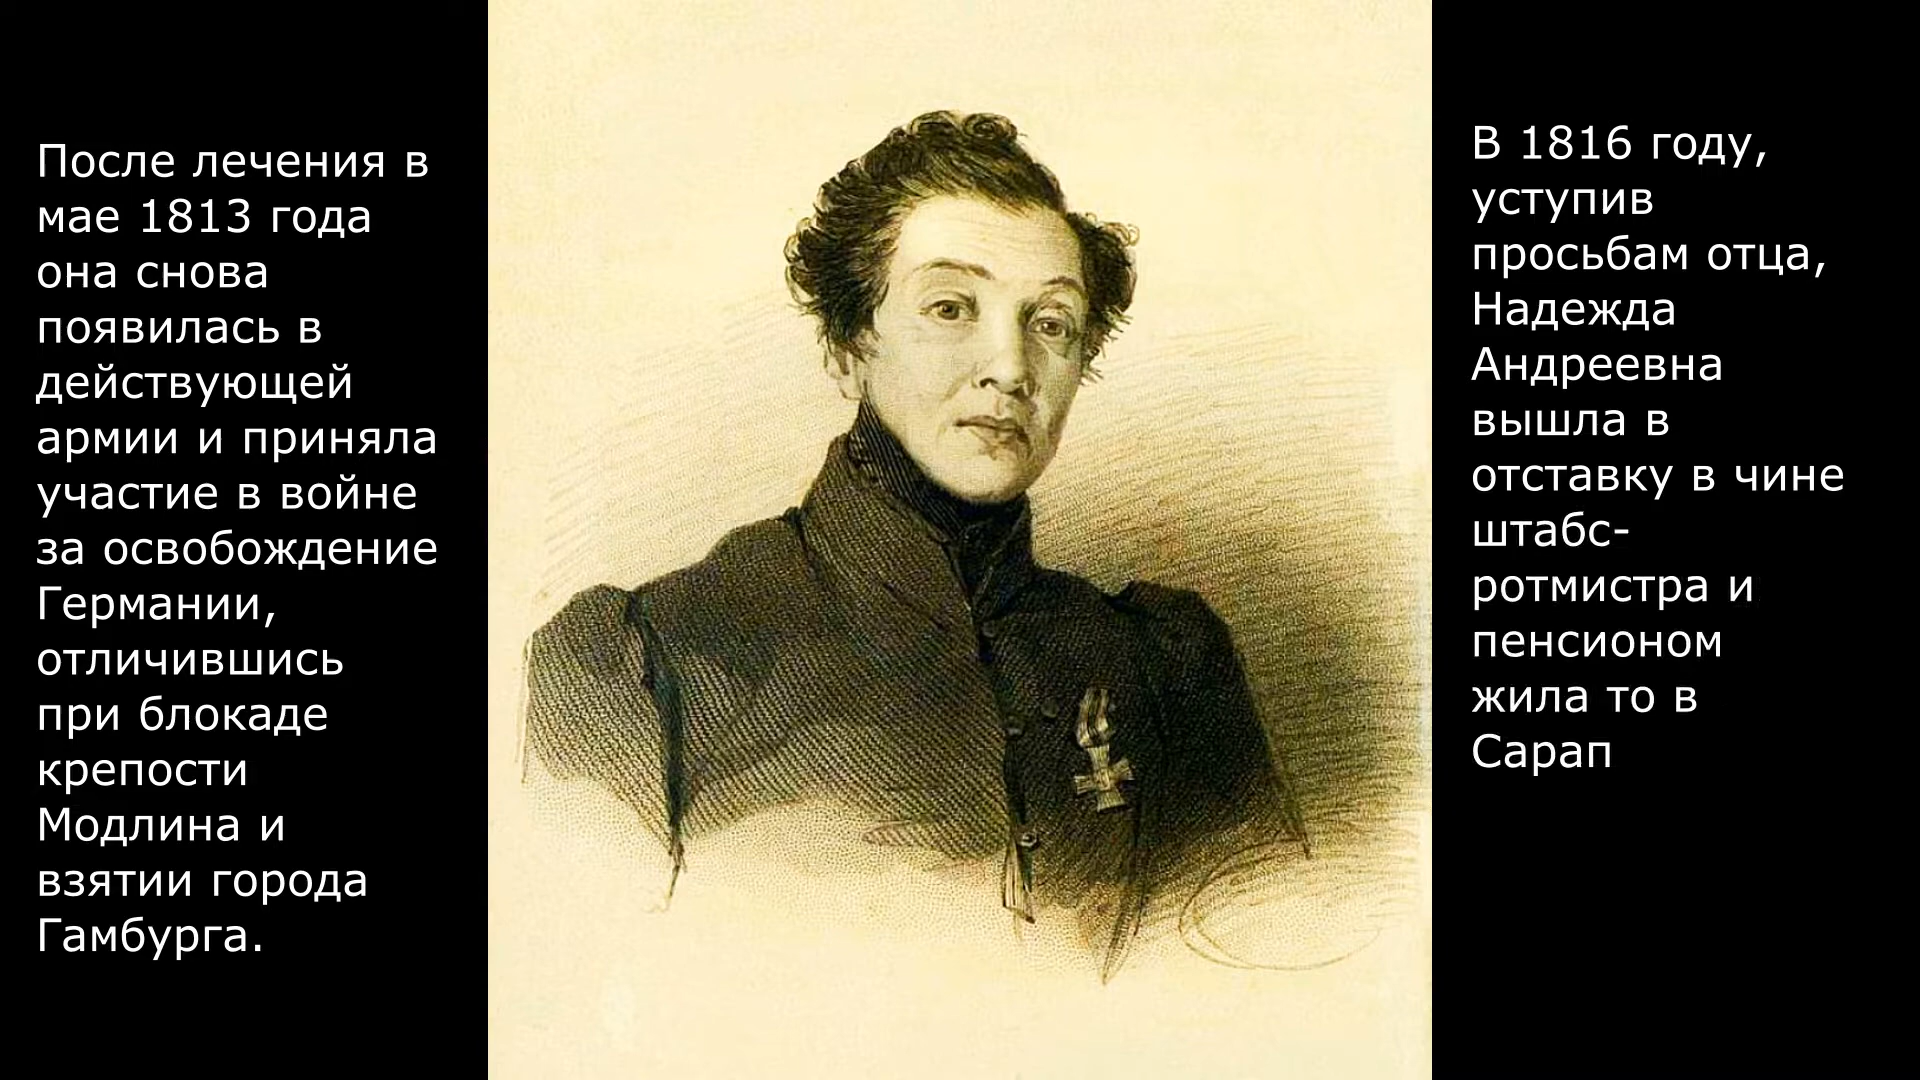 После лечения в
мае 1813 года
она снова
появилась в
действующей
армии и приняла
участие в войне
за освобождение
Германии,
отличившись
при блокаде
крепости
Модлина и
взятии города
Гамбурга.
В 1816 году,
уступив
просьбам отца,
Надежда
Андреевна
вышла в
отставку в чине
штабс-
ротмистра и
пенсионом
жила то в
Сарап